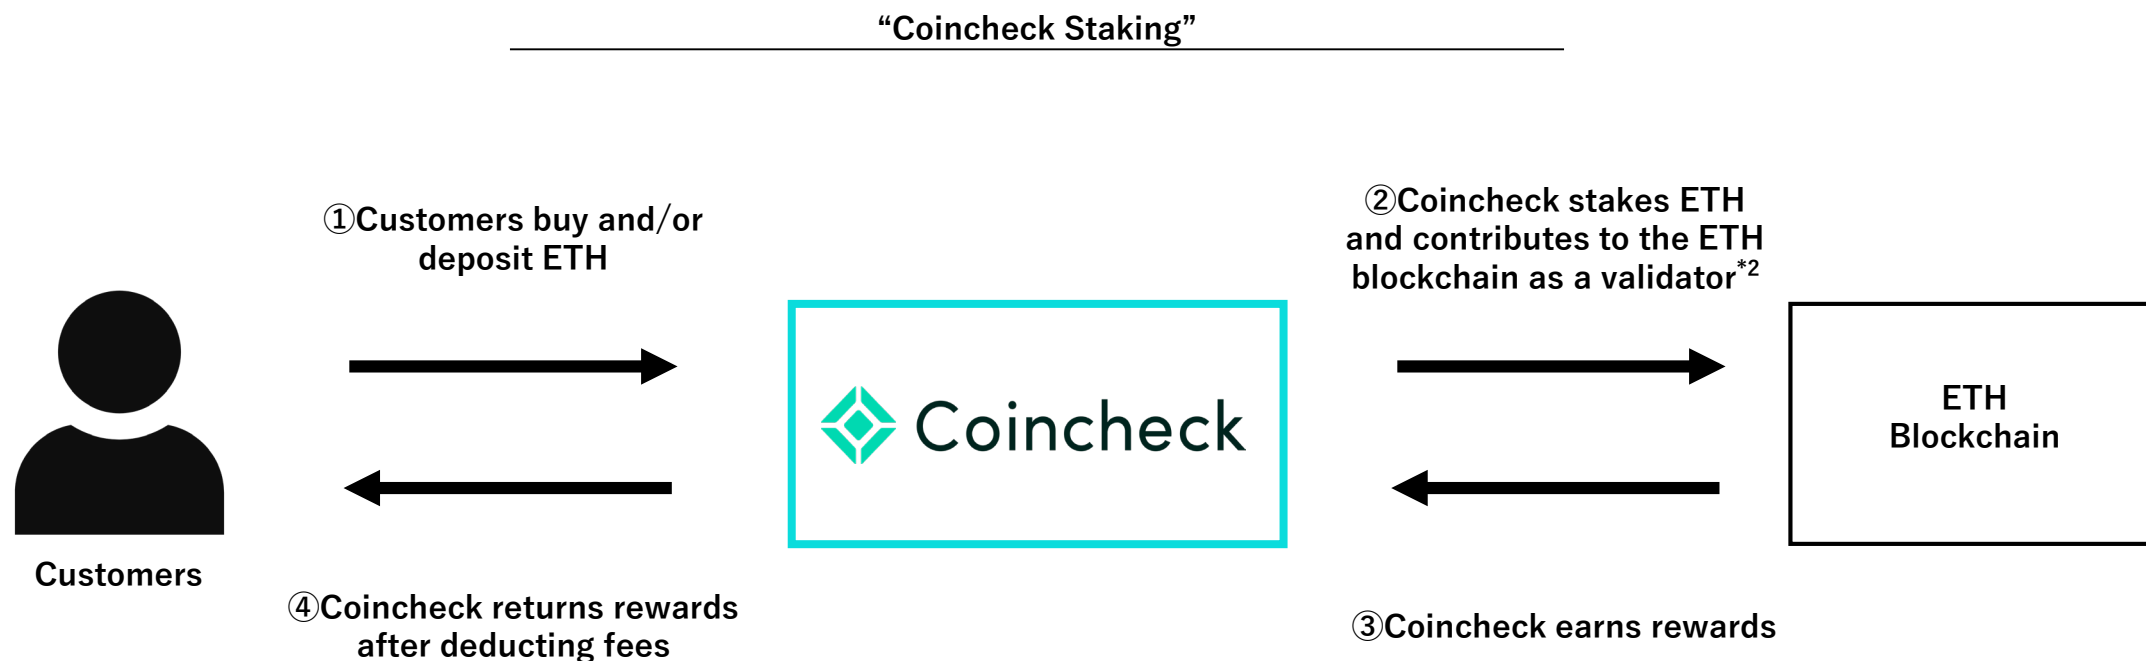 “Coincheck Staking”
①Customers buy and/or
deposit ETH
②Coincheck stakes ETH
and contributes to the ETH
blockchain as a validator*2
Coincheck
ETH
Blockchain
Customers
④Coincheck returns rewards
after deducting fees
③Coincheck earns rewards